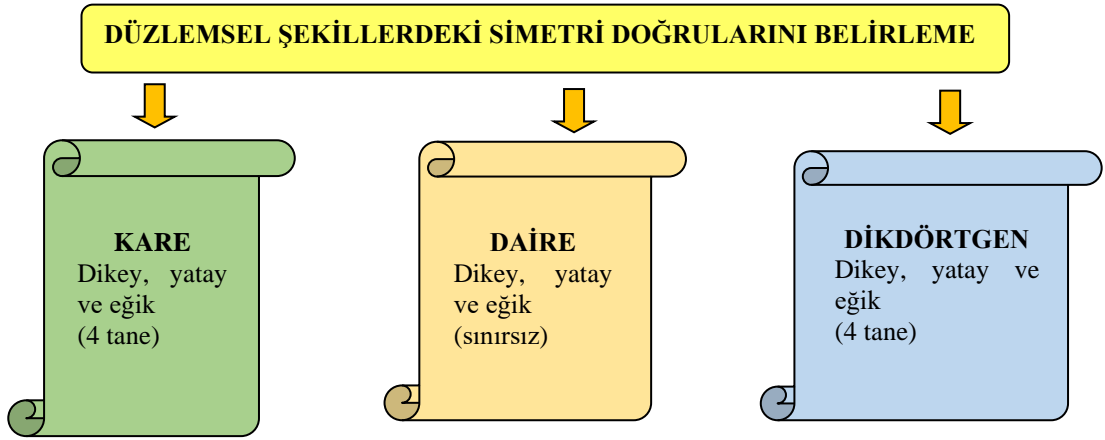 DÜZLEMSEL ŞEKİLLERDEKİ SİMETRİ DOĞRULARINI BELİRLEME
KARE
Dikey, yatay
ve eğik
(4 tane)
DAİRE
Dikey, yatay
ve eğik
(sınırsız)
DİKDÖRTGEN
Dikey, yatay ve
eğik
(4 tane)